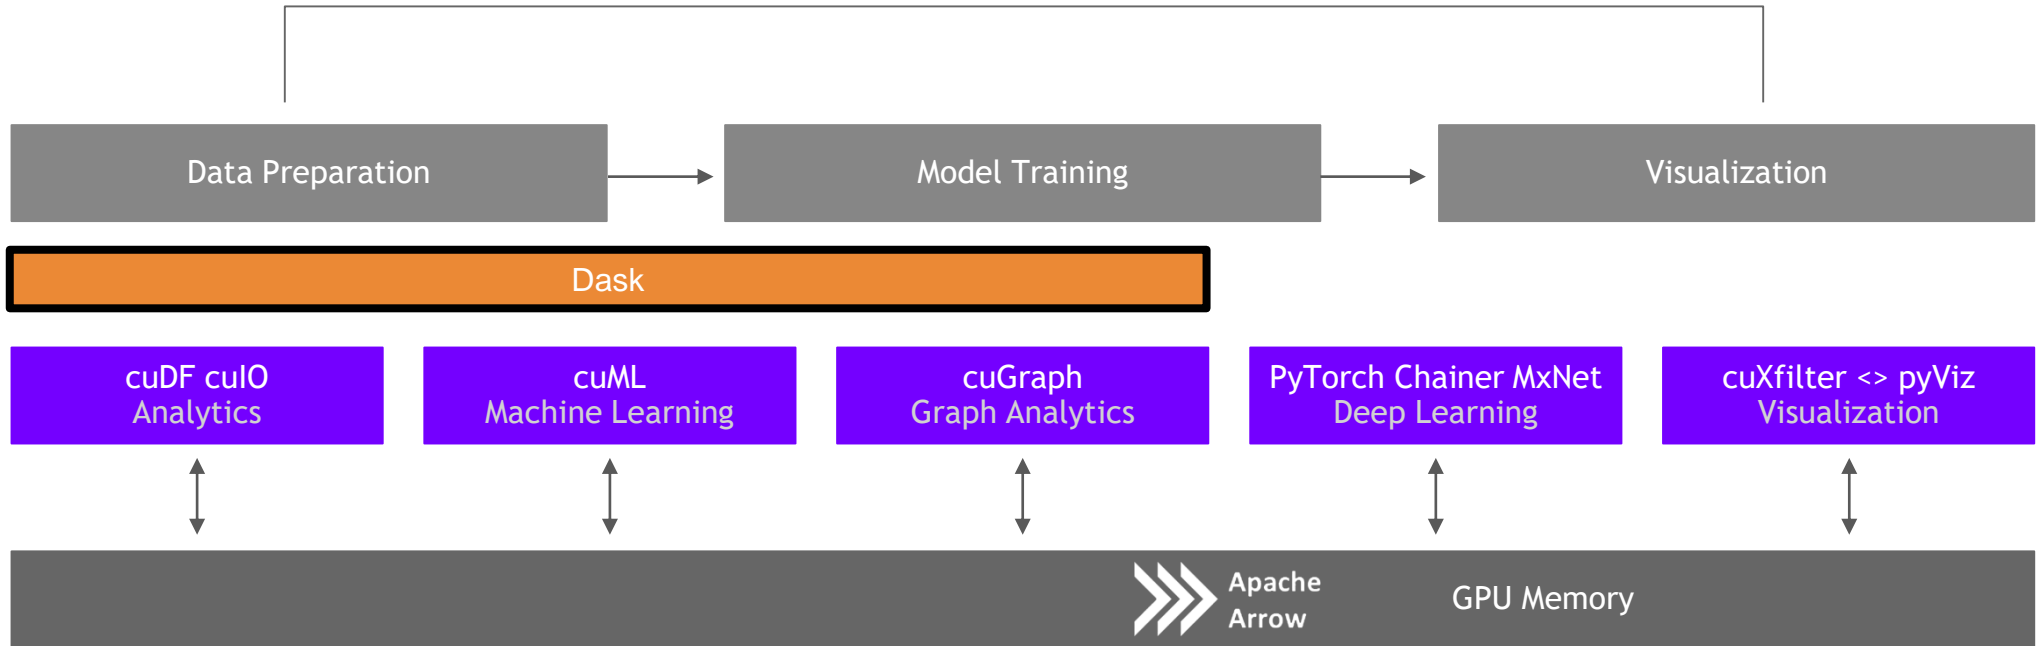 Data Preparation
Model Training
Visualization
Dask
cuDF cuIO
Analytics
cuML
Machine Learning
cuGraph
Graph Analytics
PyTorch Chainer MxNet
Deep Learning
cuXfilter <> pyViz
Visualization
Apache
Arrow
GPU Memory